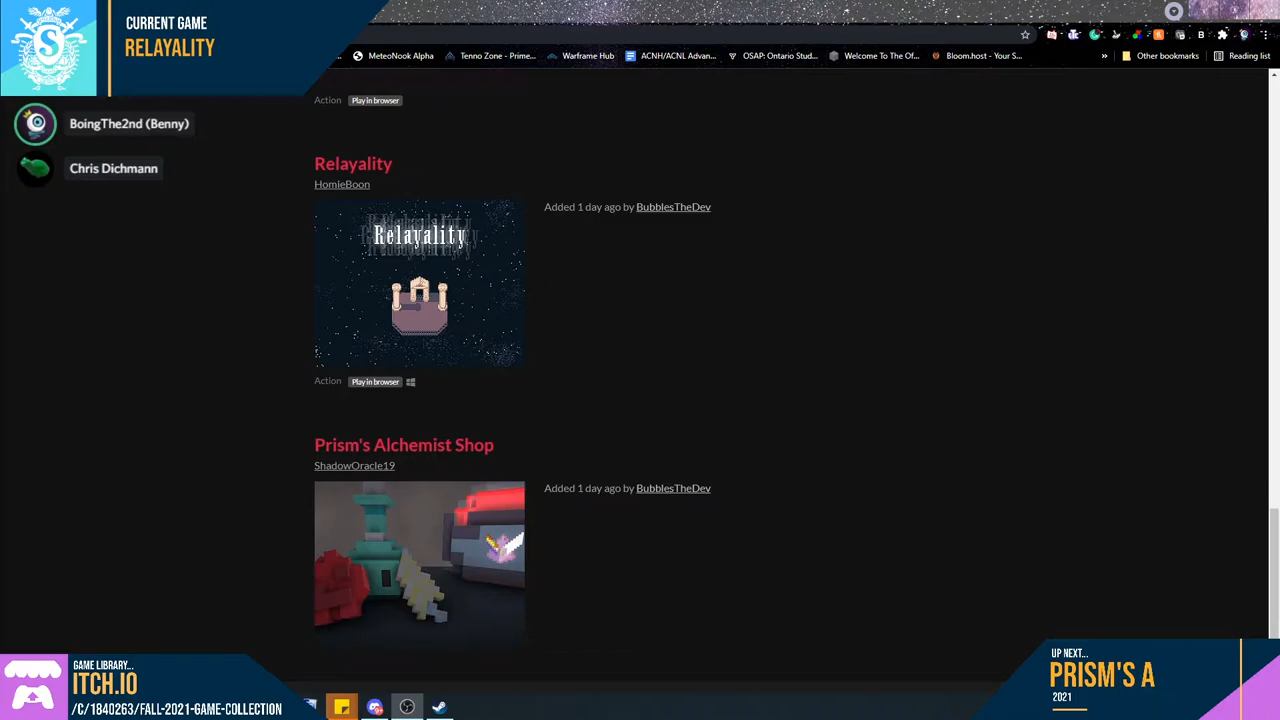 CURRENT GAME
RELAYALITY
MeteoNook Alpha
Tenno Zone - Prime...
Warframe Hub
ACNH/ACNL Advan...
OSAP: Ontario Stud...
Welcome To The Of...
Bloom.host - Your S...
»
Other bookmarks
Reading list
BoingThe2nd (Benny)
Chris Dichmann
Action
Play in browser
Relayality
HomieBoon
Added 1 day ago by BubblesTheDev
Relayality
Action
Play in browser
Prism's Alchemist Shop
ShadowOracle19
Added 1 day ago by BubblesTheDev
GAME LIBRARY...
ITCH.IO
/C/1840263/FALL-2021-GAME-COLLECTION
UP NEXT...
PRISM'S A
2021